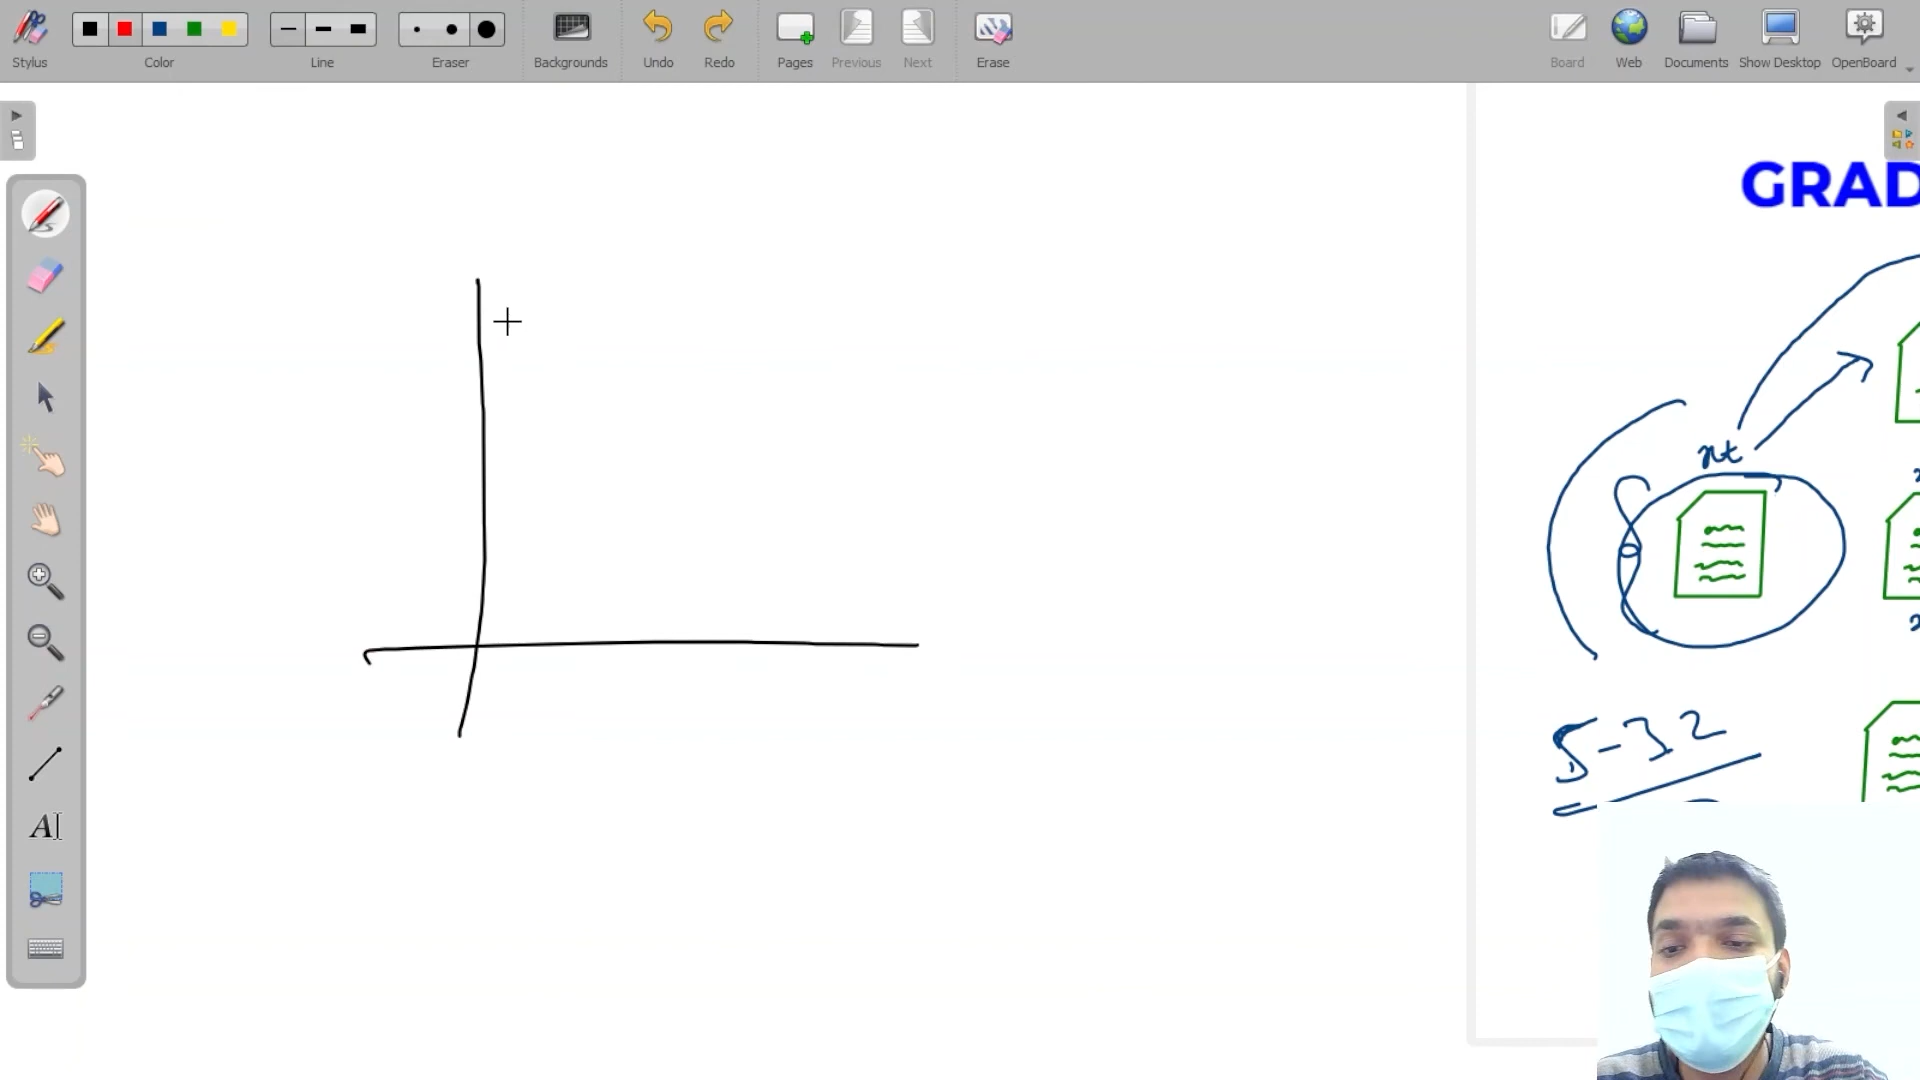 Stylus
Color
Line
Eraser
Backgrounds
Undo
Redo
Pages
Previous
Next
Erase
Board
Web
Documents
Show Desktop
OpenBoard
GRAD
xt
5-32